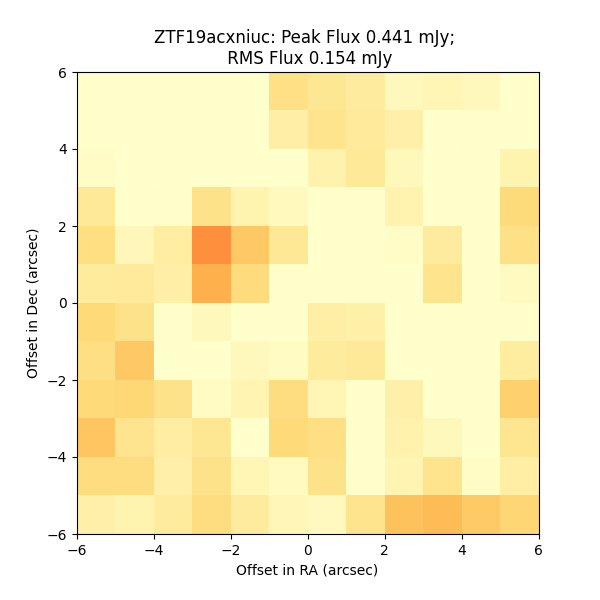 ZTF19acxniuc: Peak Flux 0.441 mJy;
RMS Flux 0.154 mJy
6
4
2
0
−2
−4
−6
Offset in Dec (arcsec)
−6 −4 −2 0 2 4 6
Offset in RA (arcsec)